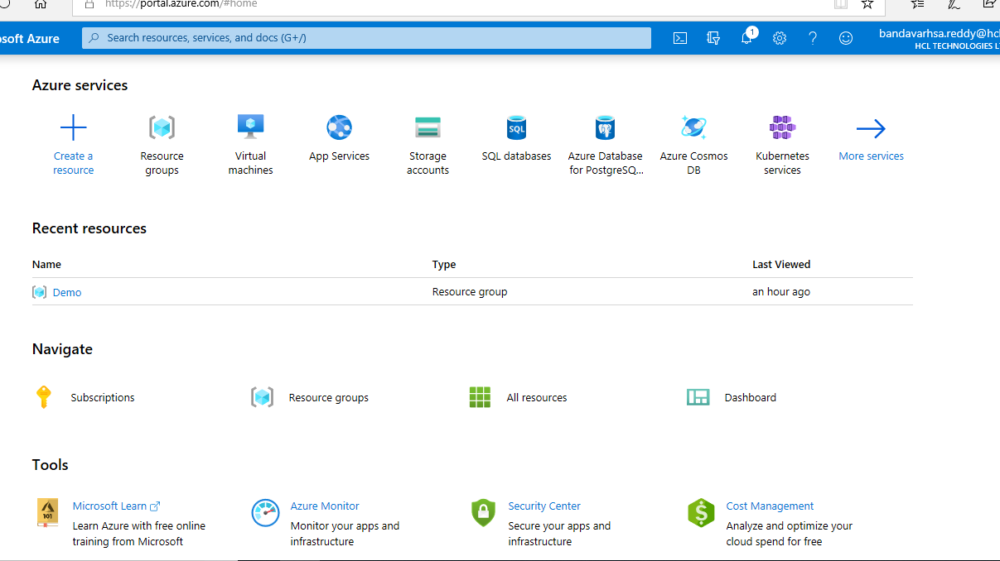 https://portal.azure.com/#home
osoft Azure
Search resources, services, and docs (G+/)
1
bandavarhsa.reddy@hcl
HCL TECHNOLOGIES LT
Azure services
Create a
resource
Resource
groups
Virtual
machines
App Services
Storage
accounts
SQL
SQL databases
Azure Database
for PostgreSQ...
Azure Cosmos
DB
Kubernetes
services
More services
Recent resources
Name Type Last Viewed
Demo Resource group an hour ago
Navigate
Subscriptions
Resource groups
All resources
Dashboard
Tools
101
Microsoft Learn
Learn Azure with free online
training from Microsoft
Azure Monitor
Monitor your apps and
infrastructure
Security Center
Secure your apps and
infrastructure
Cost Management
Analyze and optimize your
cloud spend for free